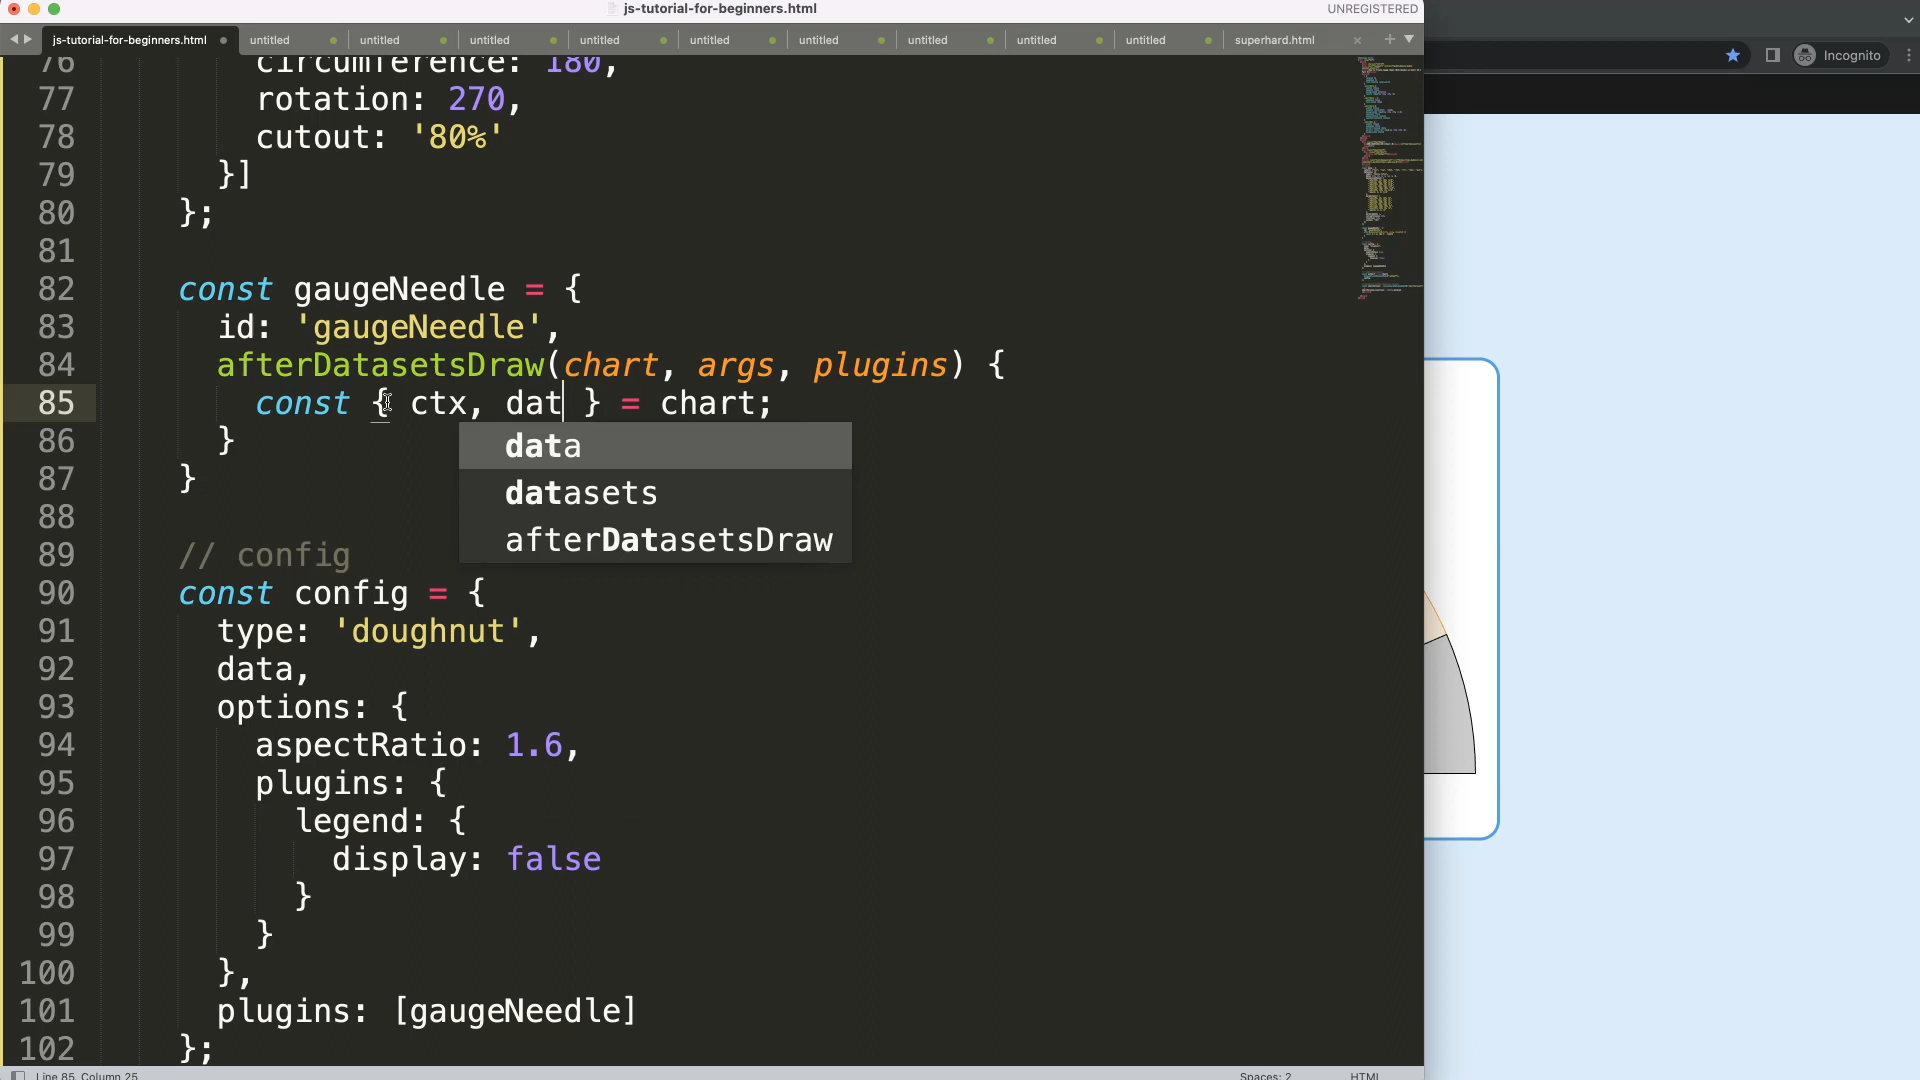 js-tutorial-for-beginners.html
UNREGISTERED
js-tutorial-for-beginners.html untitled untitled untitled untitled untitled untitled untitled untitled untitled superhard.html
Incognito
76 circumference: 180,
77 rotation: 270,
78 cutout: '80%'
79 }]
80 };
81
82 const gaugeNeedle = {
83 id: 'gaugeNeedle',
84 afterDatasetsDraw(chart, args, plugins) {
85 const { ctx, dat } = chart;
86 }
data
87 }
datasets
88
afterDatasetsDraw
89 // config
90 const config = {
91 type: 'doughnut',
92 data,
93 options: {
94 aspectRatio: 1.6,
95 plugins: {
96 legend: {
97 display: false
98 }
99 }
100 },
101 plugins: [gaugeNeedle]
102 };
Line 85, Column 25
Spaces: 2
HTML